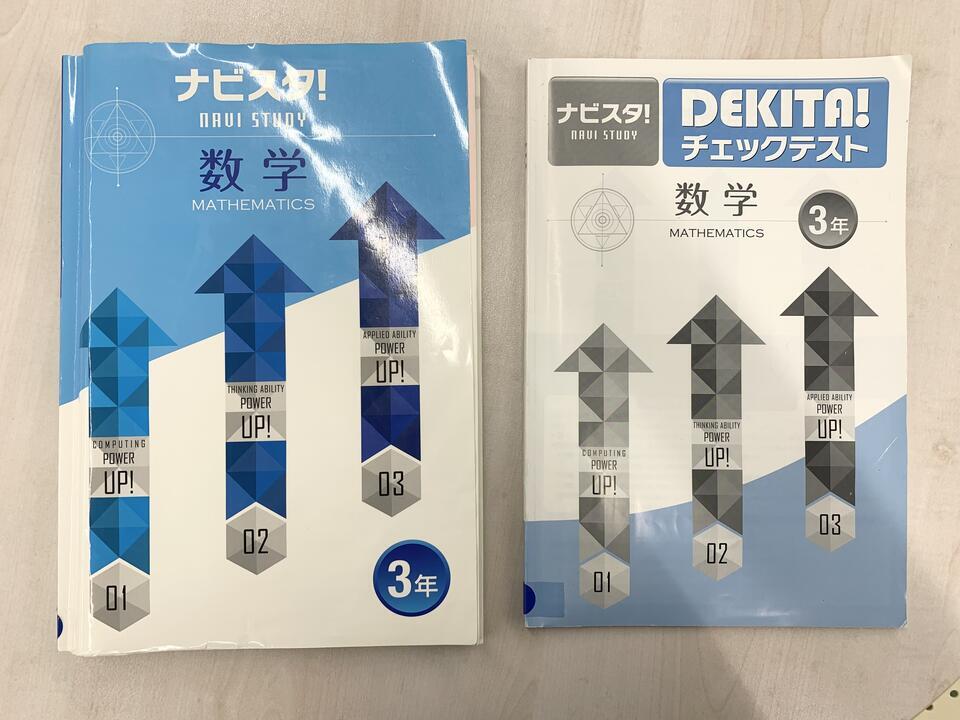 ナビスタ!
NAVI STUDY
数学
MATHEMATICS
APPLIED ABILITY
POWER
UP!
THINKING ABILITY
POWER
UP!
COMPUTING
POWER
UP!
03
02
01
3年
ナビスタ!
NAVI STUDY
DEKITA!
チェックテスト
数学
MATHEMATICS
3年
APPLIED ABILITY
POWER
UP!
THINKING ABILITY
POWER
UP!
COMPUTING
POWER
UP!
03
02
01